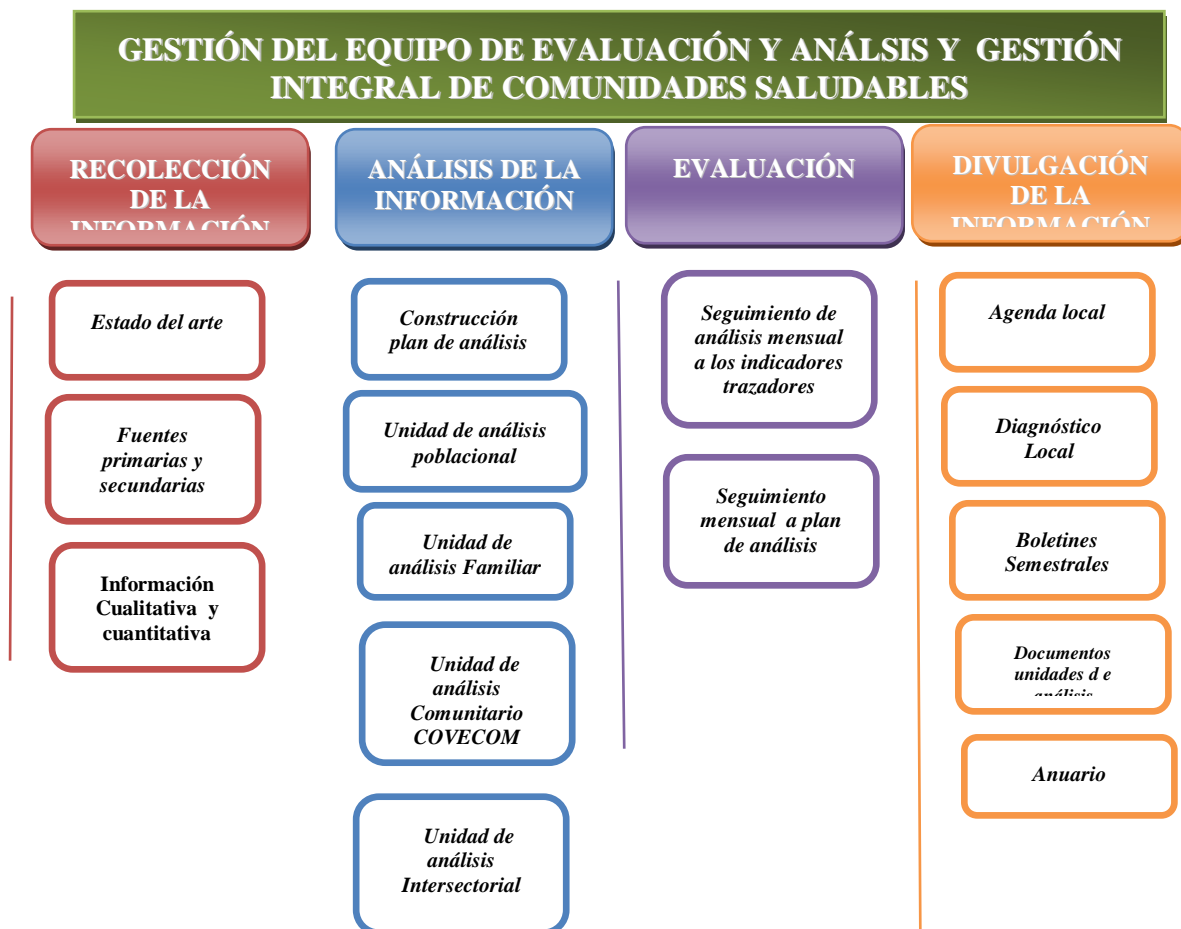 GESTIÓN DEL EQUIPO DE EVALUACIÓN Y ANÁLSIS Y GESTIÓN
INTEGRAL DE COMUNIDADES SALUDABLES
RECOLECCIÓN
DE LA
INFORMACIÓN
Estado del arte
Fuentes
primarias y
secundarias
Información
Cualitativa y
cuantitativa
ANÁLISIS DE LA
INFORMACIÓN
Construcción
plan de análisis
Unidad de análisis
poblacional
Unidad de
análisis Familiar
Unidad de
análisis
Comunitario
COVECOM
Unidad de
análisis
Intersectorial
EVALUACIÓN
Seguimiento de
análisis mensual
a los indicadores
trazadores
Seguimiento
mensual a plan
de análisis
DIVULGACIÓN
DE LA
INFORMACIÓN
Agenda local
Diagnóstico
Local
Boletines
Semestrales
Documentos
unidades d e
análisis
Anuario